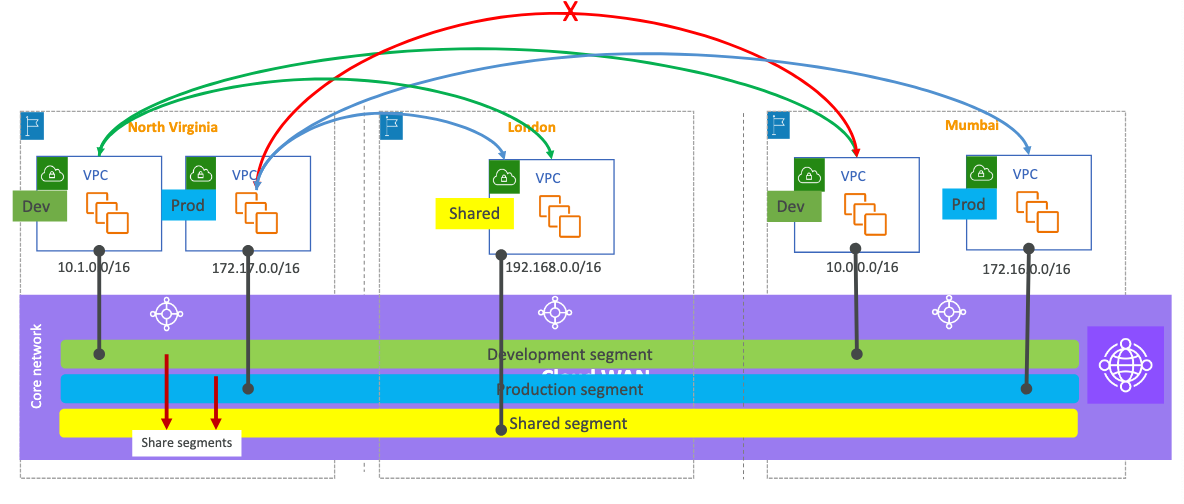 X
North Virginia
London
Mumbai
VPC
VPC
VPC
VPC
VPC
Dev
Prod
Shared
Dev
Prod
10.1.0.0/16
172.17.0.0/16
192.168.0.0/16
10.0.0.0/16
172.16.0.0/16
Core network
Development segment
Cloud WAN
Production segment
Shared segment
Share segments